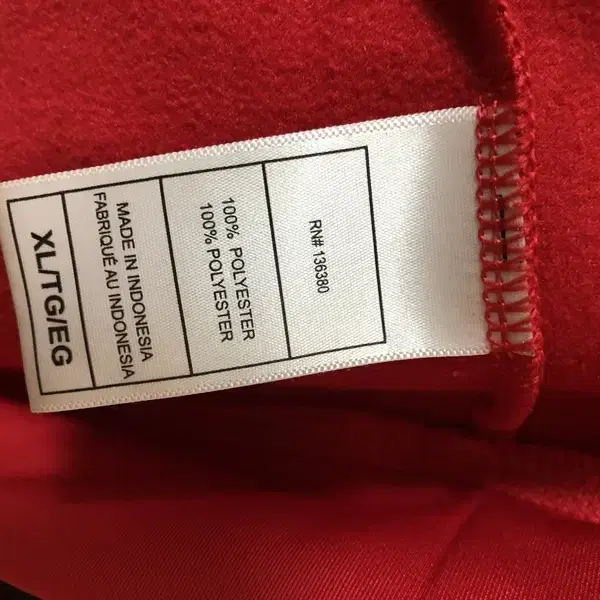 RN# 136380
100% POLYESTER
100% POLYESTER
MADE IN INDONESIA
FABRIQUÉ AU INDONESIA
XL/TG/EG